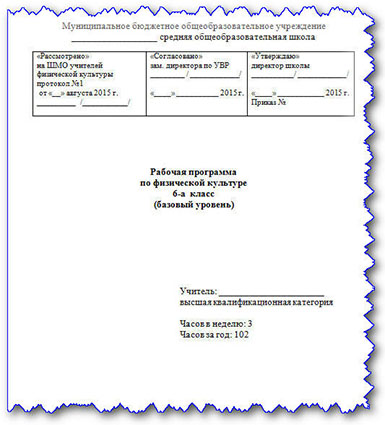 Муниципальное бюджетное общеобразовательное учреждение
____________________ средняя общеобразовательная школа
«Рассмотрено»
на ШМО учителей
физической культуры
протокол №1
от «__» августа 2015 г.
_________/___________/
«Согласовано»
зам. директора по УВР
_________/___________/
«____»__________ 2015 г.
«Утверждаю»
директор школы
__________/___________/
«____»____________ 2015 г.
Приказ №
Рабочая программа
по физической культуре
6-а класс
(базовый уровень)
Учитель: ________________________
высшая квалификационная категория
Часов в неделю: 3
Часов за год: 102